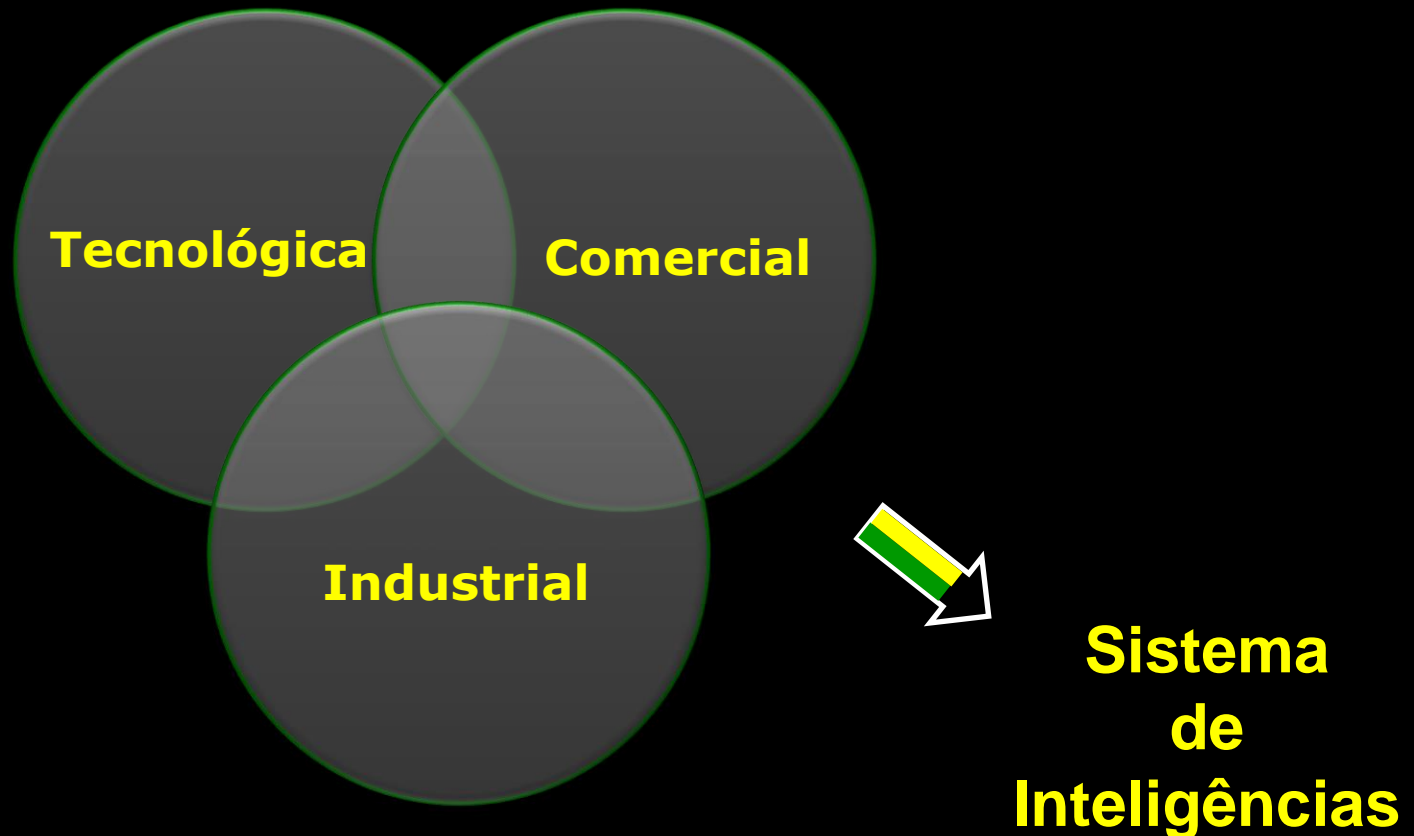 Tecnológica
Comercial
Industrial
Sistema
de
Inteligências